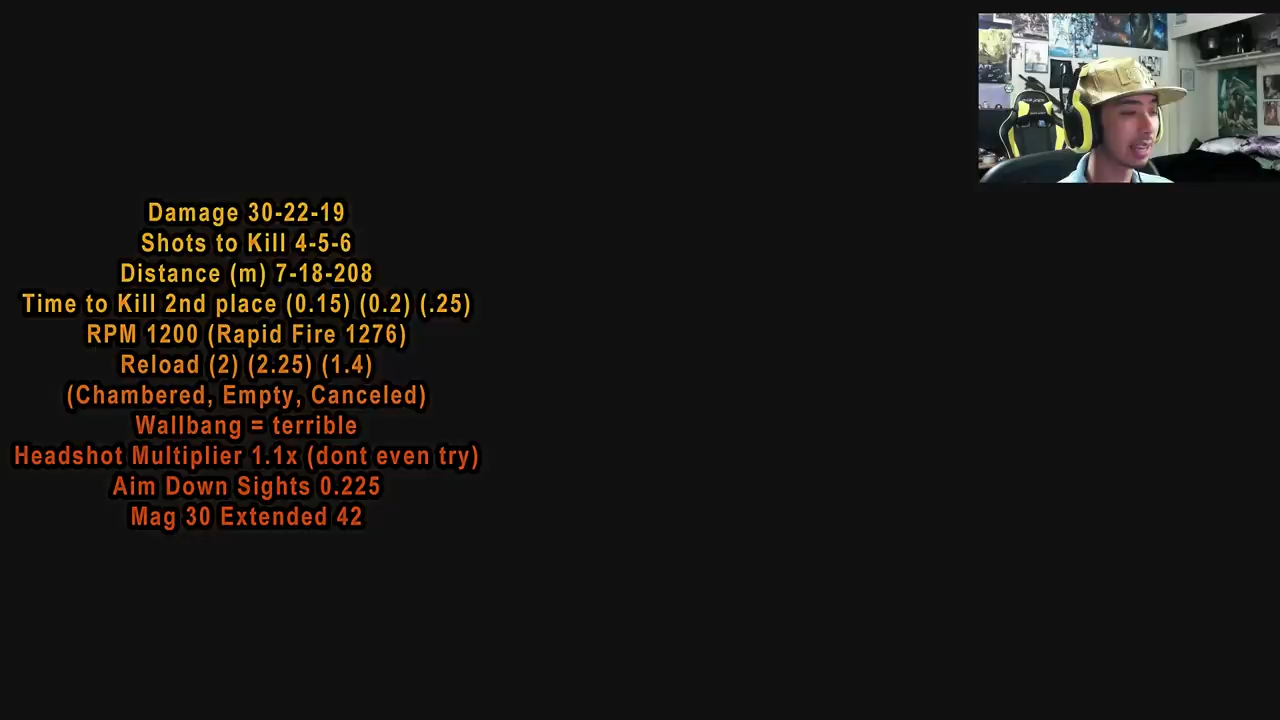 Damage 30-22-19
Shots to Kill 4-5-6
Distance (m) 7-18-208
Time to Kill 2nd place (0.15) (0.2) (.25)
RPM 1200 (Rapid Fire 1276)
Reload (2) (2.25) (1.4)
(Chambered, Empty, Canceled)
Wallbang = terrible
Headshot Multiplier 1.1x (dont even try)
Aim Down Sights 0.225
Mag 30 Extended 42